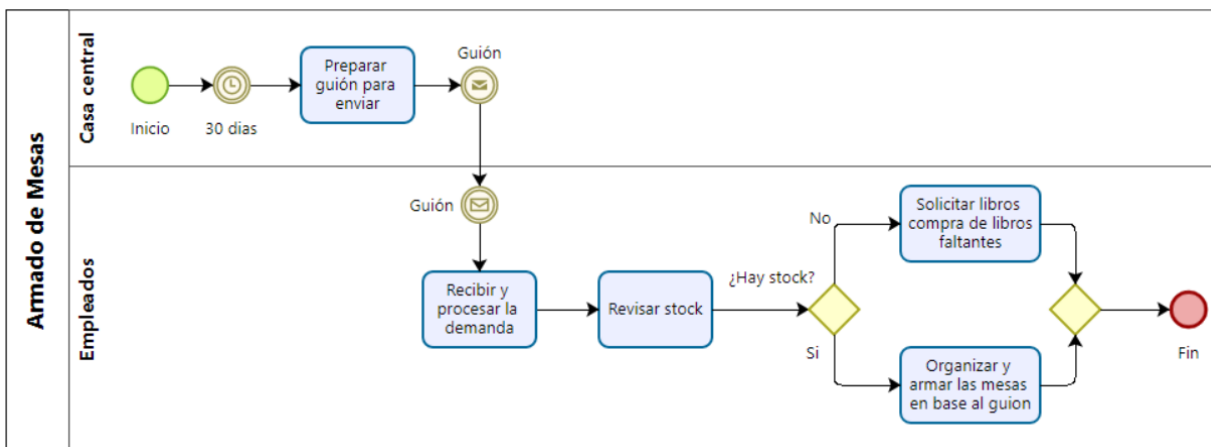 Armado de Mesas
Casa central
Inicio
30 dias
Preparar
guión para
enviar
Guión
Empleados
Guión
Recibir y
procesar la
demanda
Revisar stock
¿Hay stock?
No
Solicitar libros
compra de libros
faltantes
Si
Organizar y
armar las mesas
en base al guion
Fin